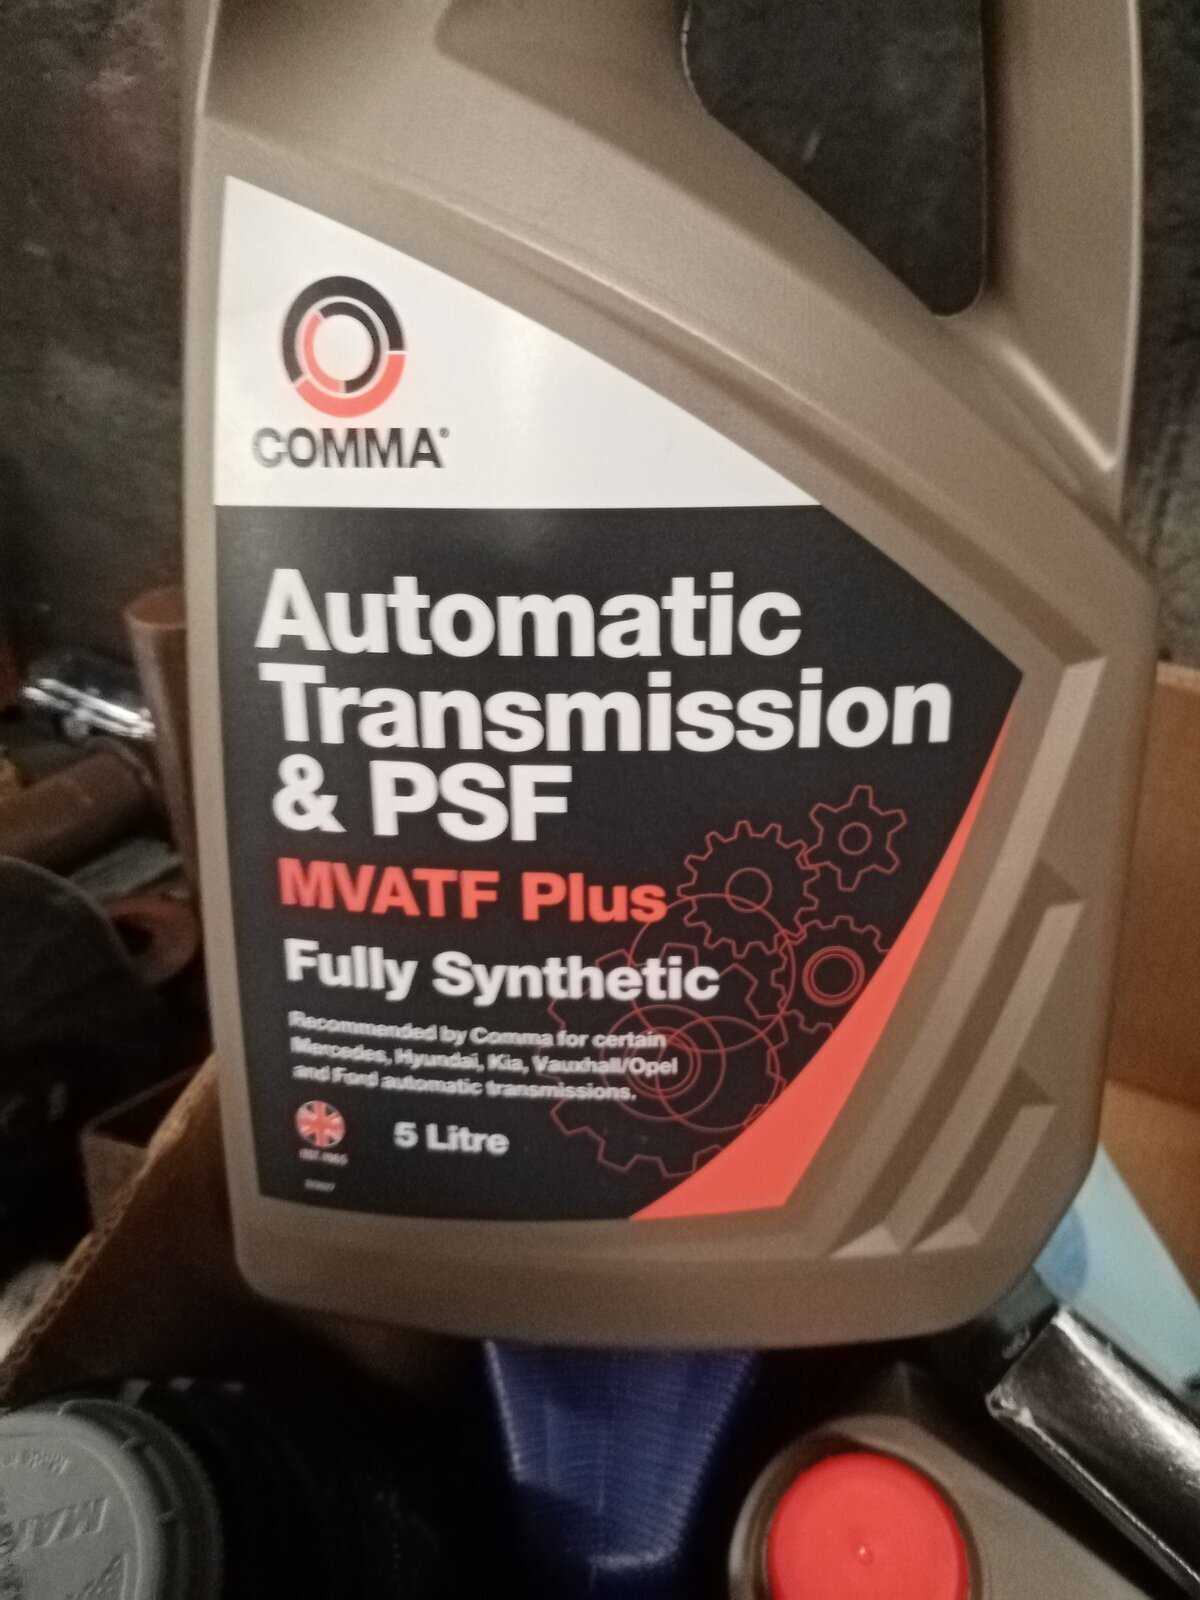 COMMA®
Automatic
Transmission
& PSF
MVATF Plus
Fully Synthetic
Recommended by Comma for certain
Mercedes, Hyundai, Kia, Vauxhall/Opel
and Ford automatic transmissions.
5 Litre